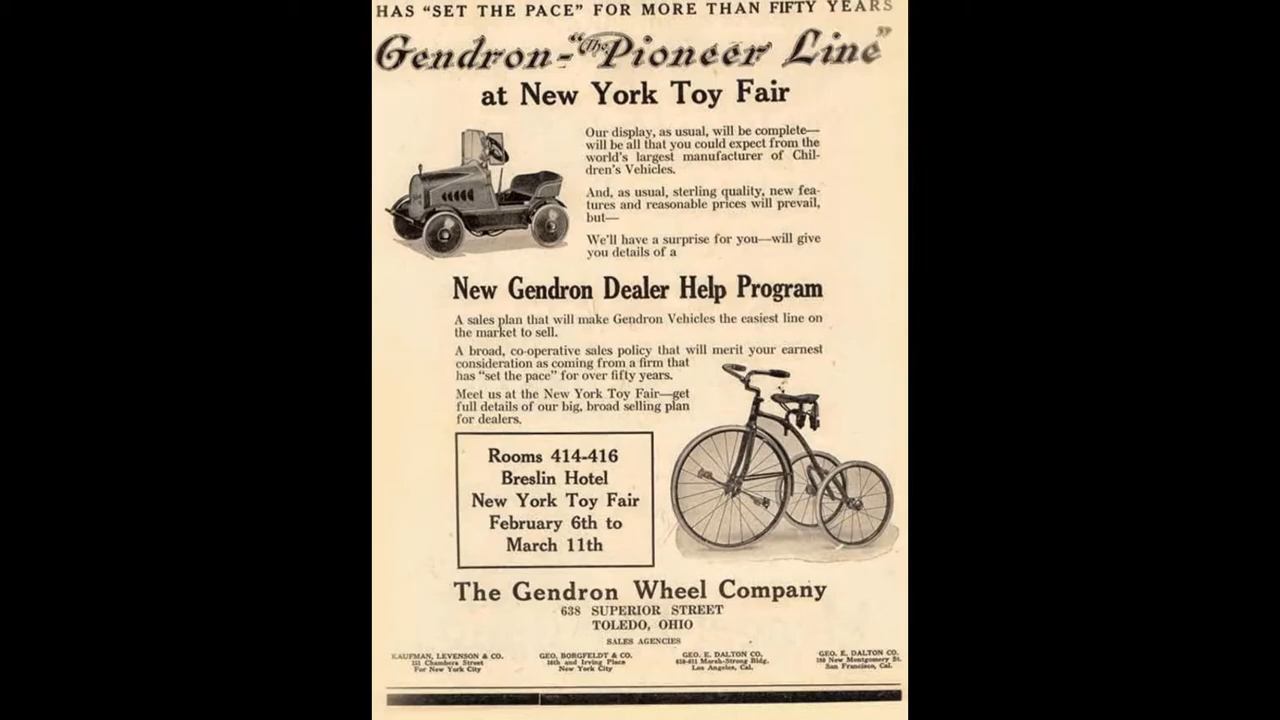 HAS "SET THE PACE" FOR MORE THAN FIFTY YEARS
Gendron-"The Pioneer Line"
at New York Toy Fair
Our display, as usual, will be complete—
will be all that you could expect from the
world's largest manufacturer of Chil-
dren's Vehicles.
And, as usual, sterling quality, new fea-
tures and reasonable prices will prevail,
but—
We'll have a surprise for you—will give
you details of a
New Gendron Dealer Help Program
A sales plan that will make Gendron Vehicles the easiest line on
the market to sell.
A broad, co-operative sales policy that will merit your earnest
consideration as coming from a firm that
has "set the pace" for over fifty years.
Meet us at the New York Toy Fair—get
full details of our big, broad selling plan
for dealers.
Rooms 414-416
Breslin Hotel
New York Toy Fair
February 6th to
March 11th
The Gendron Wheel Company
638 SUPERIOR STREET
TOLEDO, OHIO
SALES AGENCIES
KAUFMAN, LEVENSON & CO.
Chambers Street
For New York City
GEO. BORGFELDT & CO.
16th and Irving Place
New York City
GEO. E. DALTON CO.
Marsh-Strong Bldg.
Los Angeles, Cal.
GEO. E. DALTON CO.
New Montgomery St.
San Francisco, Cal.